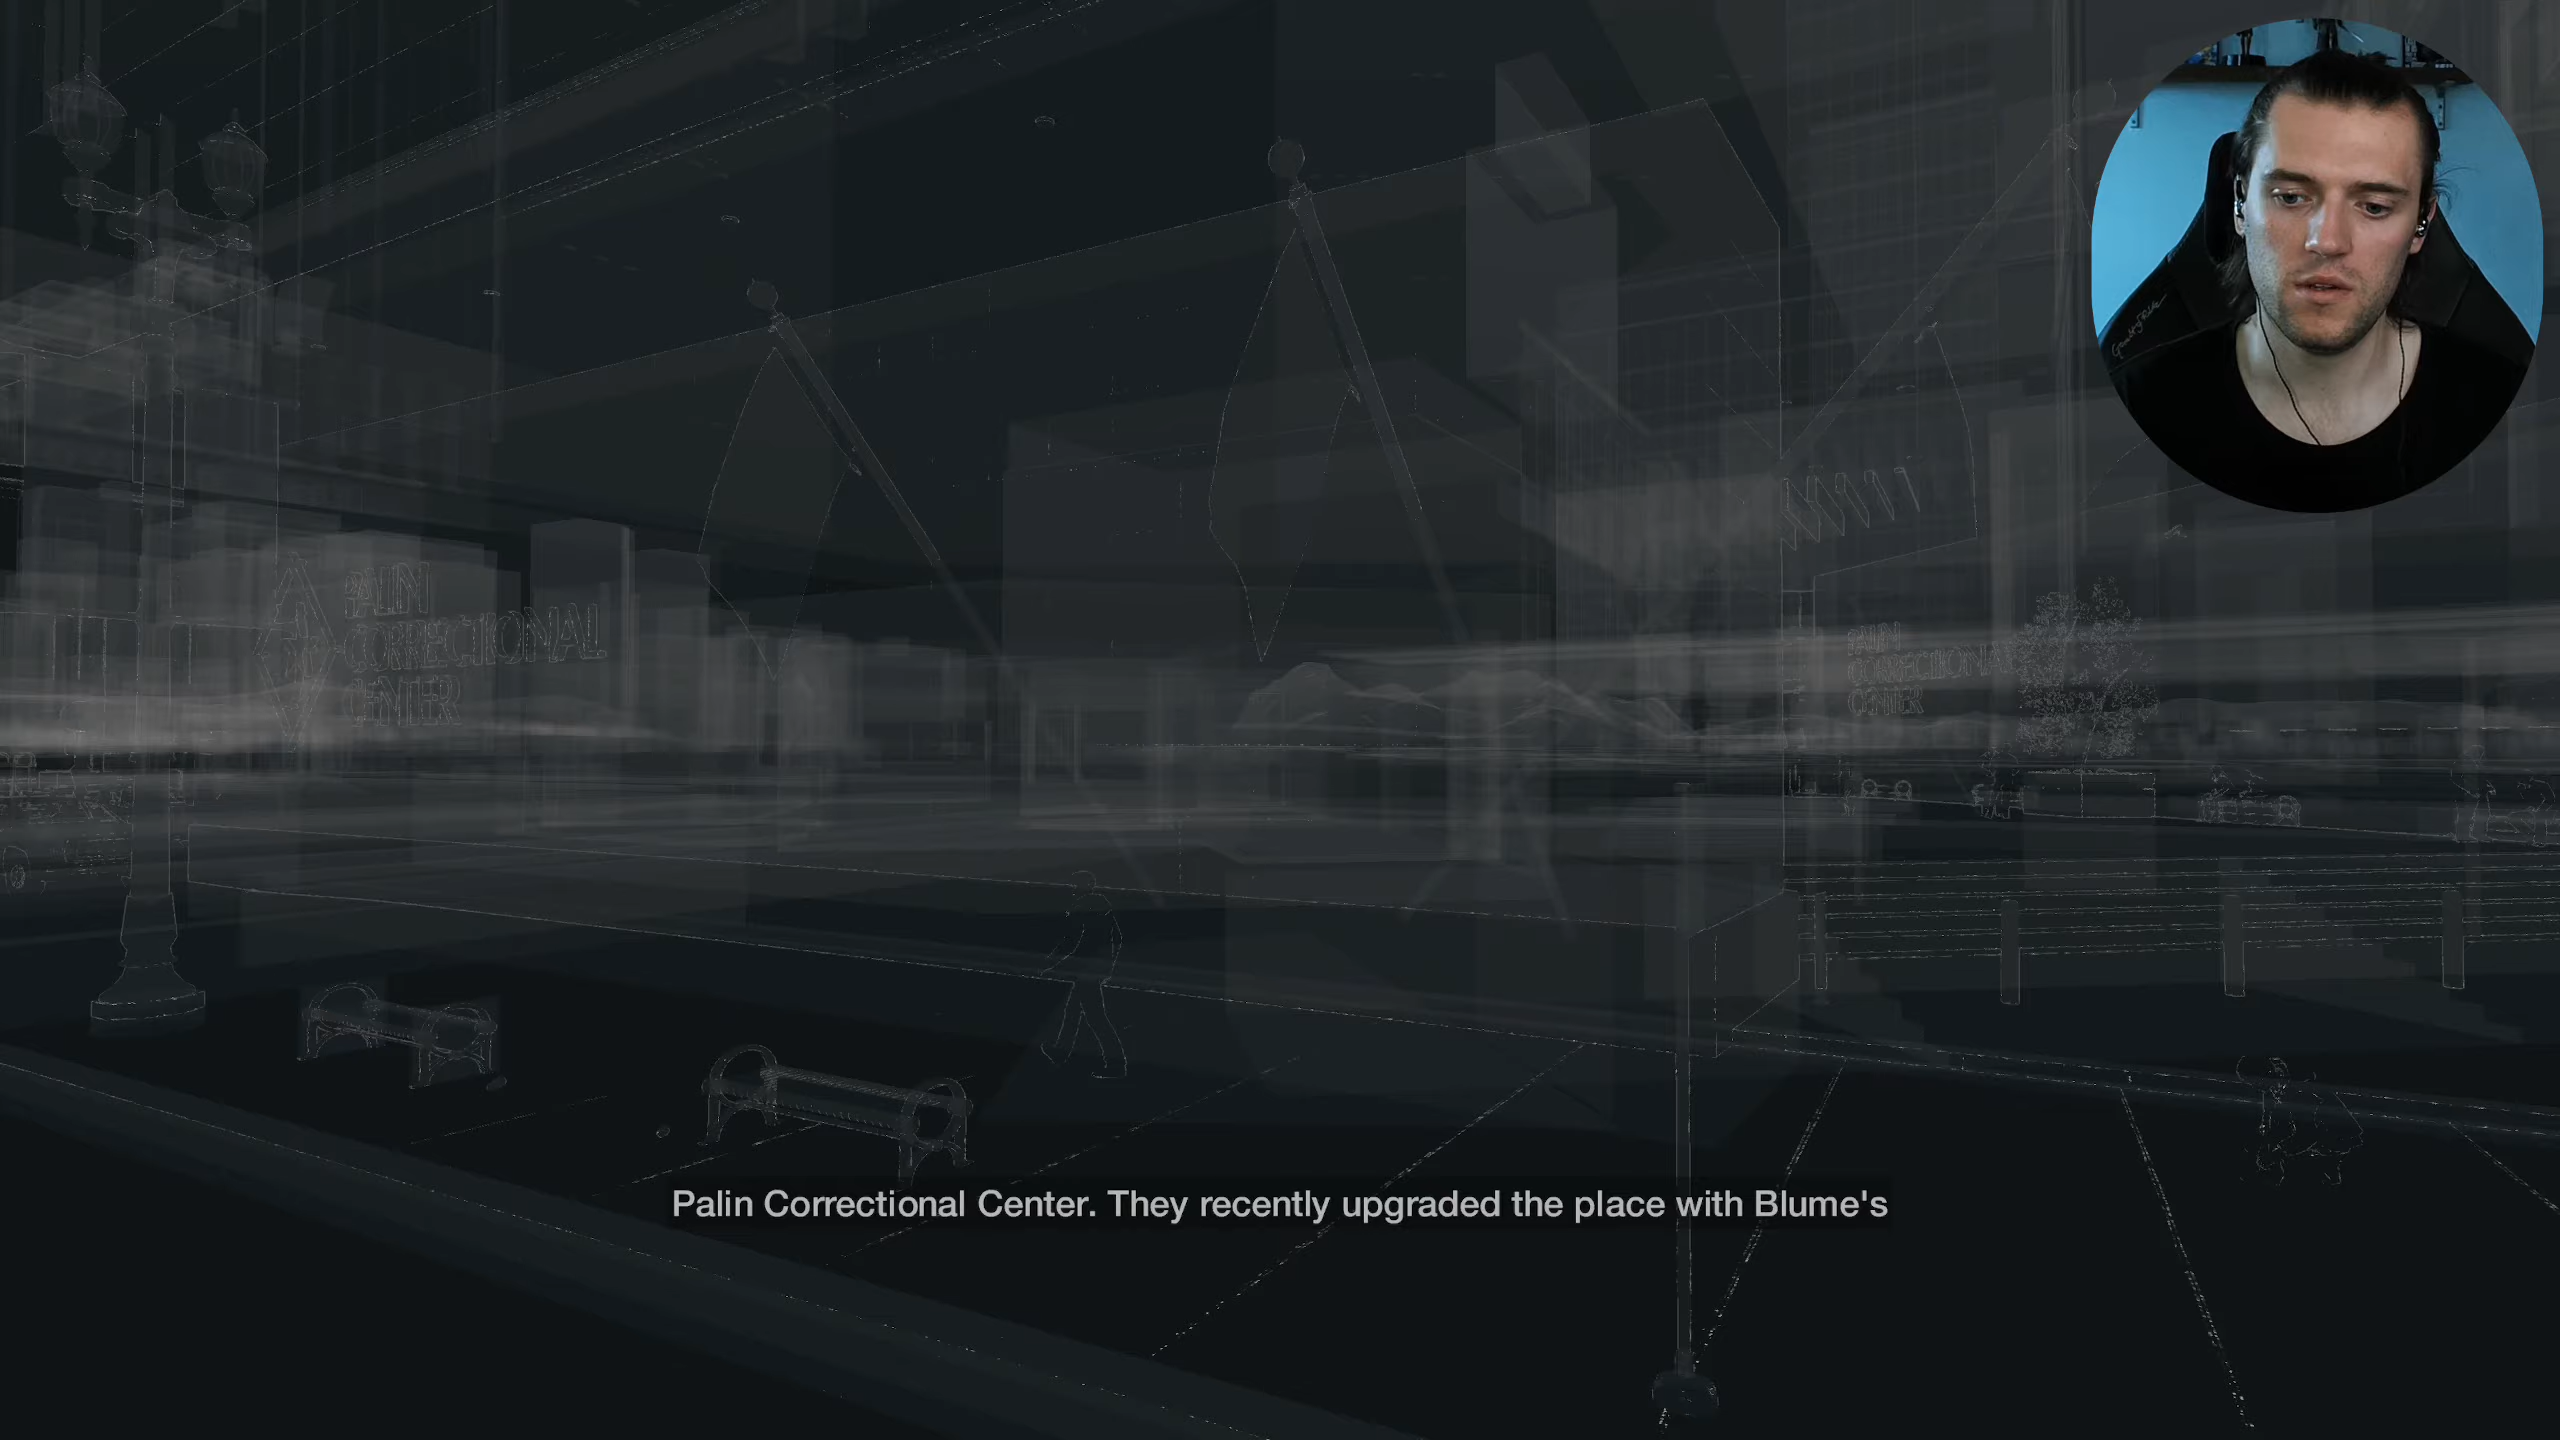 PALIN
CORRECTIONAL
CENTER
PALIN
CORRECTIONAL
CENTER
Palin Correctional Center. They recently upgraded the place with Blume's